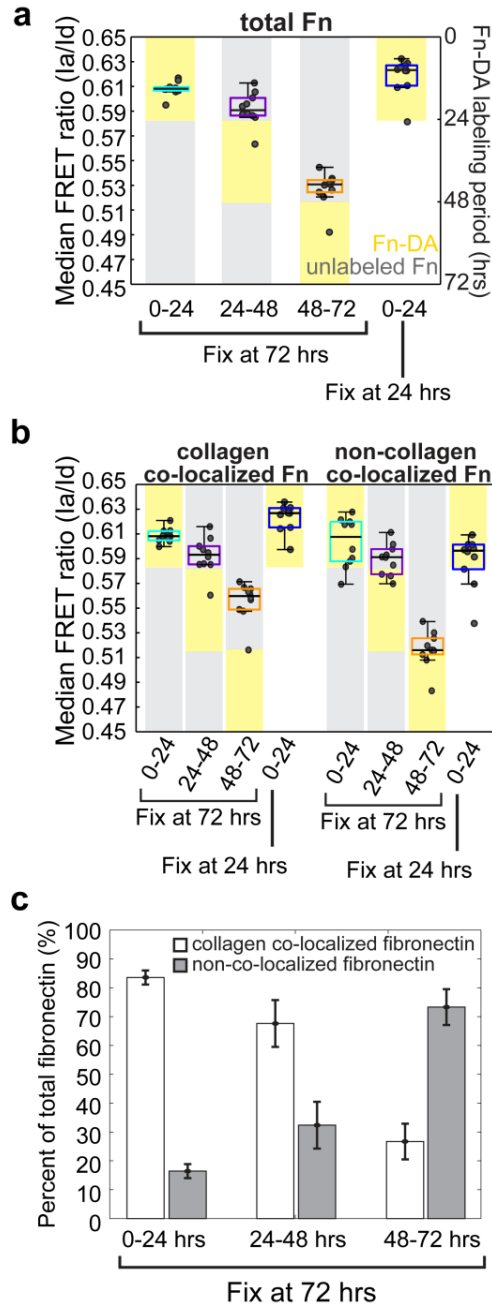 a
total Fn
Median FRET ratio (Ia/Id)
0.65
0.63
0.61
0.59
0.57
0.55
0.53
0.51
0.49
0.47
0.45
0
24
48
72
Fn-DA labeling period (hrs)
Fn-DA
unlabeled Fn
0-24
24-48
48-72
0-24
Fix at 72 hrs
Fix at 24 hrs
b
collagen
co-localized Fn
non-collagen
co-localized Fn
Median FRET ratio (Ia/Id)
0.65
0.63
0.61
0.59
0.57
0.55
0.53
0.51
0.49
0.47
0.45
0-24
24-48
48-72
0-24
0-24
24-48
48-72
0-24
Fix at 72 hrs
Fix at 72 hrs
Fix at 24 hrs
Fix at 24 hrs
c
Percent of total fibronectin (%)
100
90
80
70
60
50
40
30
20
10
0
collagen co-localized fibronectin
non-co-localized fibronectin
0-24 hrs
24-48 hrs
48-72 hrs
Fix at 72 hrs